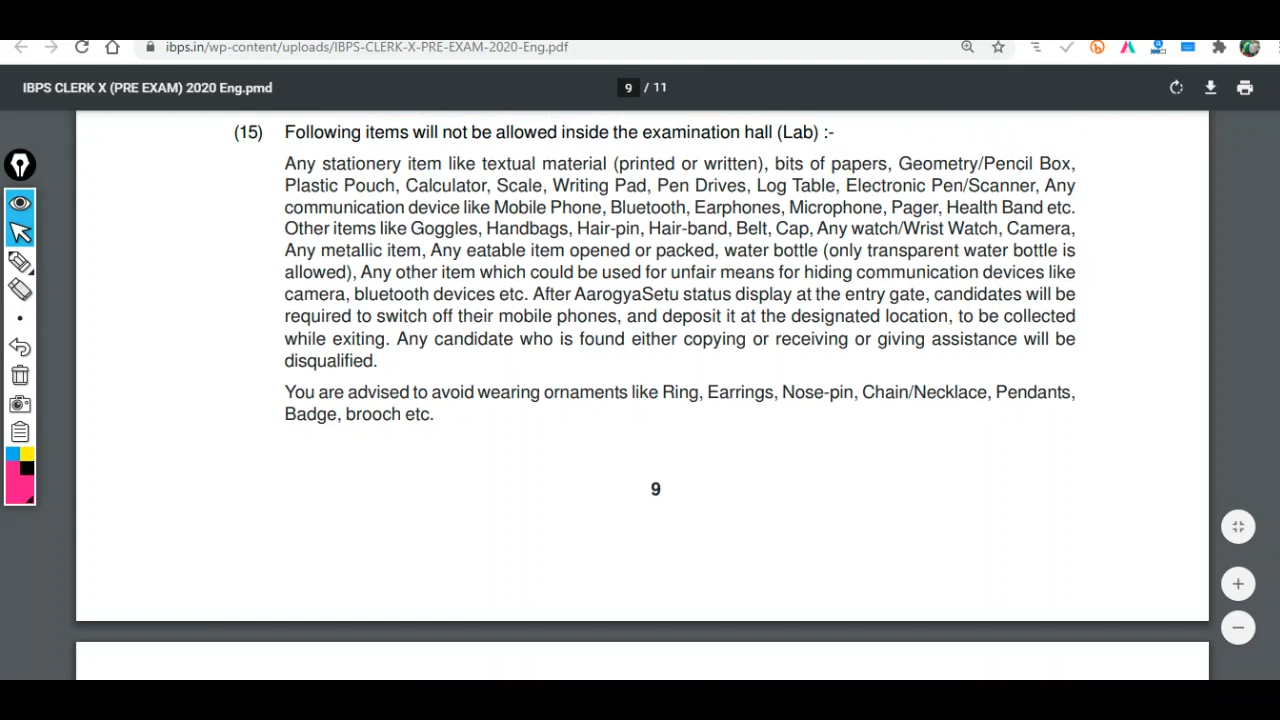 ibps.in/wp-content/uploads/IBPS-CLERK-X-PRE-EXAM-2020-Eng.pdf
IBPS CLERK X (PRE EXAM) 2020 Eng.pmd
9 / 11
(15) Following items will not be allowed inside the examination hall (Lab) :-
Any stationery item like textual material (printed or written), bits of papers, Geometry/Pencil Box,
Plastic Pouch, Calculator, Scale, Writing Pad, Pen Drives, Log Table, Electronic Pen/Scanner, Any
communication device like Mobile Phone, Bluetooth, Earphones, Microphone, Pager, Health Band etc.
Other items like Goggles, Handbags, Hair-pin, Hair-band, Belt, Cap, Any watch/Wrist Watch, Camera,
Any metallic item, Any eatable item opened or packed, water bottle (only transparent water bottle is
allowed), Any other item which could be used for unfair means for hiding communication devices like
camera, bluetooth devices etc. After AarogyaSetu status display at the entry gate, candidates will be
required to switch off their mobile phones, and deposit it at the designated location, to be collected
while exiting. Any candidate who is found either copying or receiving or giving assistance will be
disqualified.
You are advised to avoid wearing ornaments like Ring, Earrings, Nose-pin, Chain/Necklace, Pendants,
Badge, brooch etc.
9